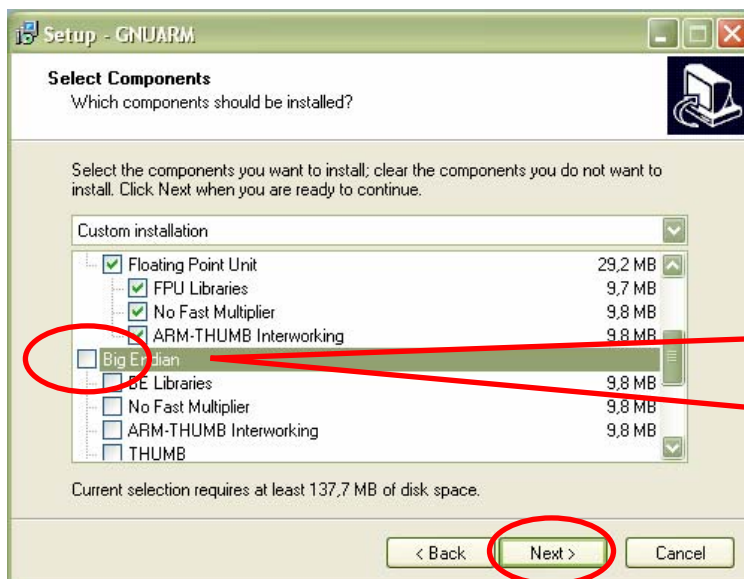 Setup - GNUARM
Select Components
Which components should be installed?
Select the components you want to install; clear the components you do not want to
install. Click Next when you are ready to continue.
Custom installation
Floating Point Unit 29,2 MB
FPU Libraries 9,7 MB
No Fast Multiplier 9,8 MB
ARM-THUMB Interworking 9,8 MB
Big Endian
BE Libraries 9,8 MB
No Fast Multiplier 9,8 MB
ARM-THUMB Interworking 9,8 MB
THUMB
Current selection requires at least 137,7 MB of disk space.
< Back Next > Cancel